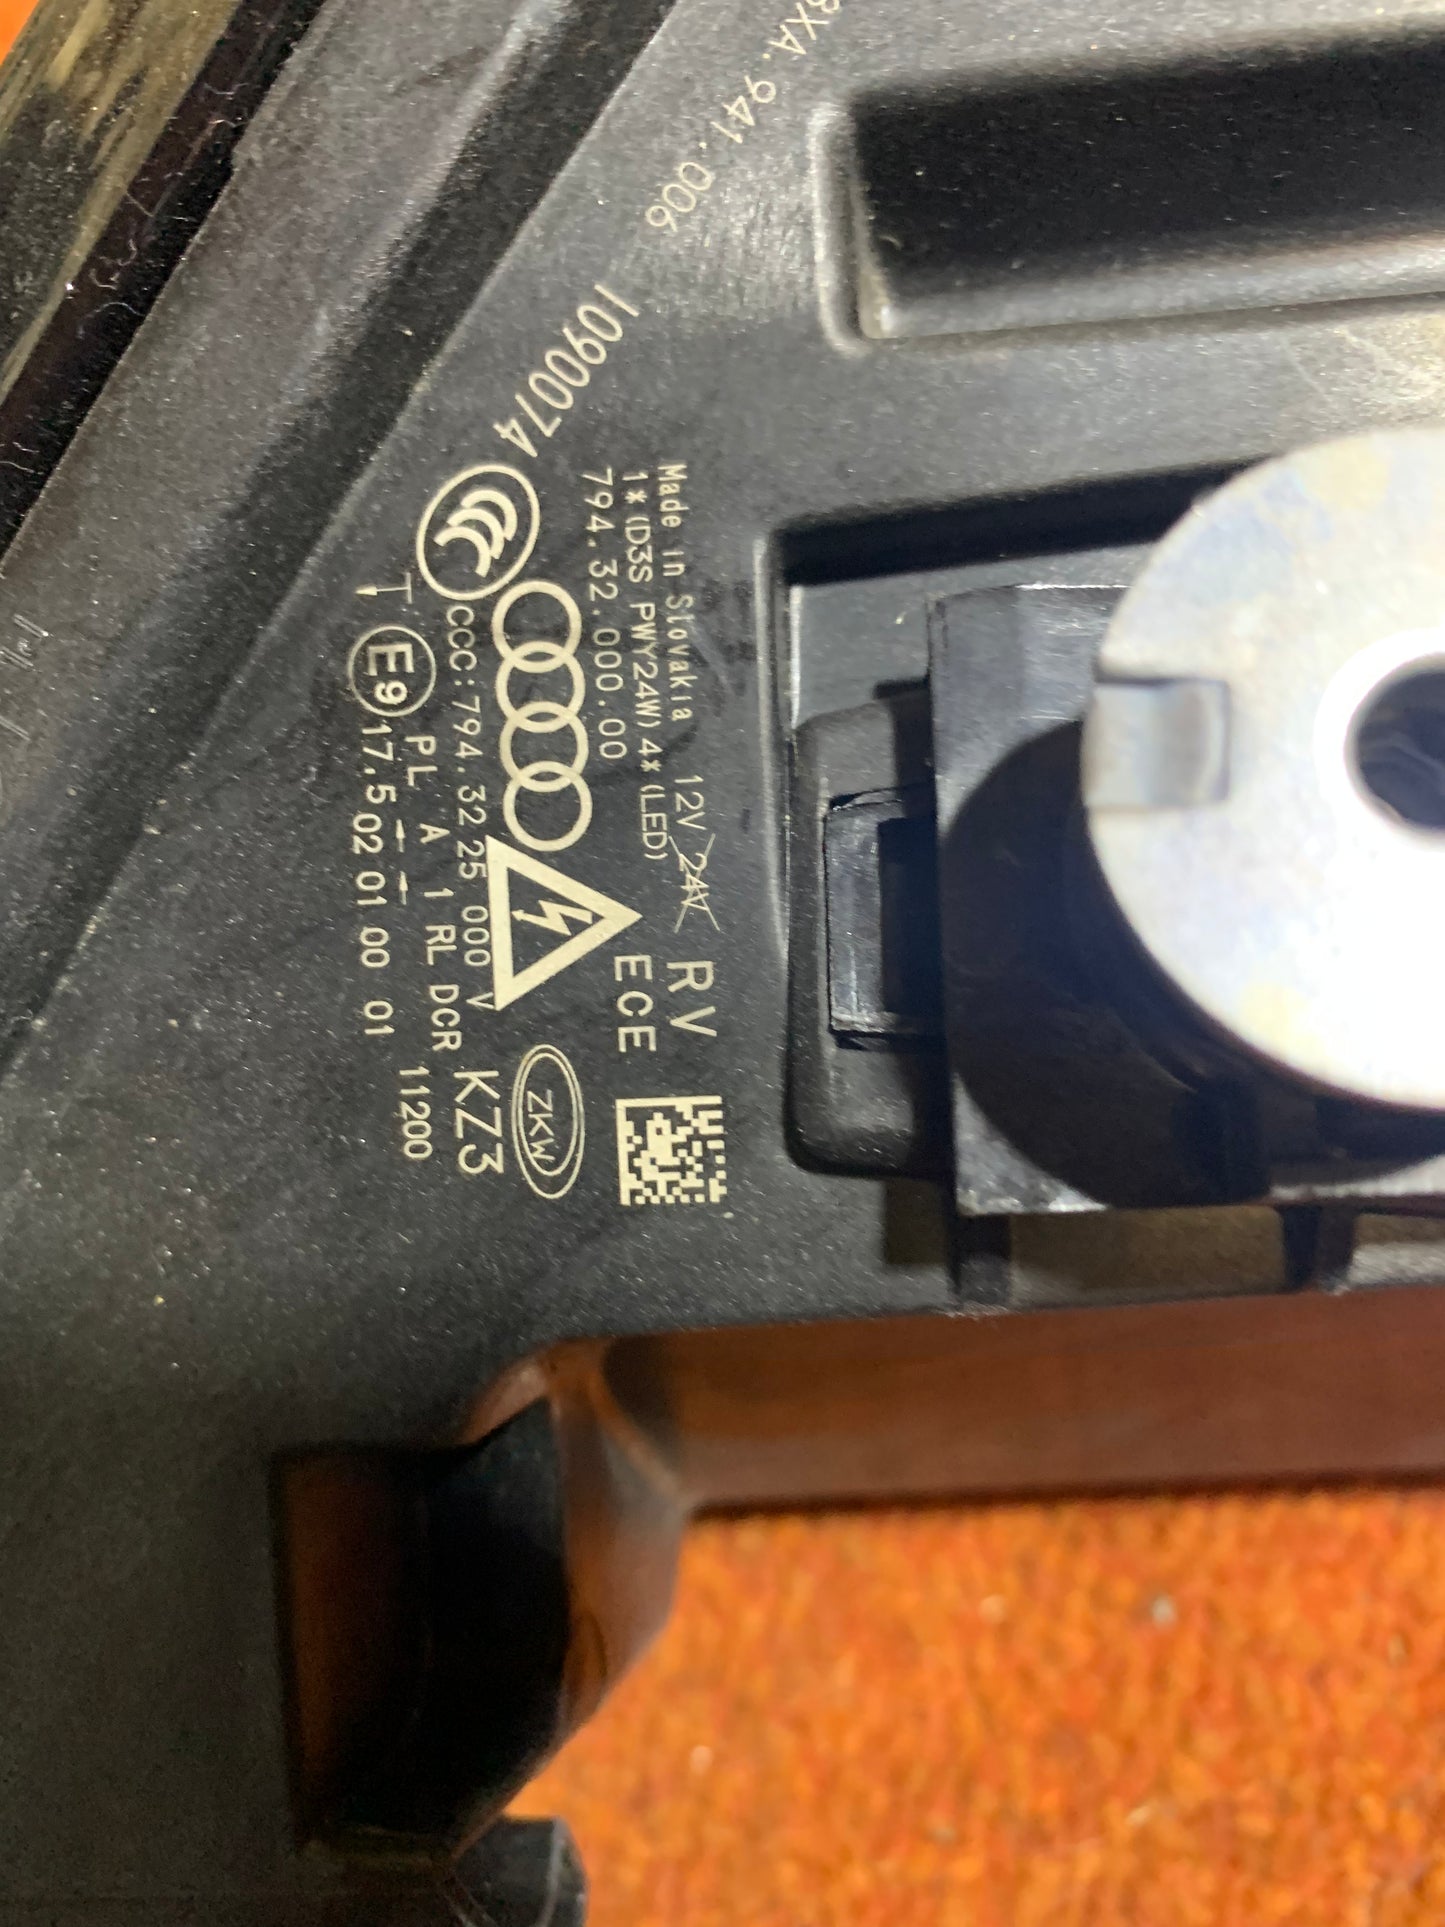 8XA.941.006
1090074
Made in Slovakia 12V 24V RV
1*(D3S PWY24W) 4*(LED)
794.32.000.00
ECE
CCC:794.32.25 000 V
KZ3
ZKW
PL A 1 RL DCR 11200
E9 17.5 02 01 00 01